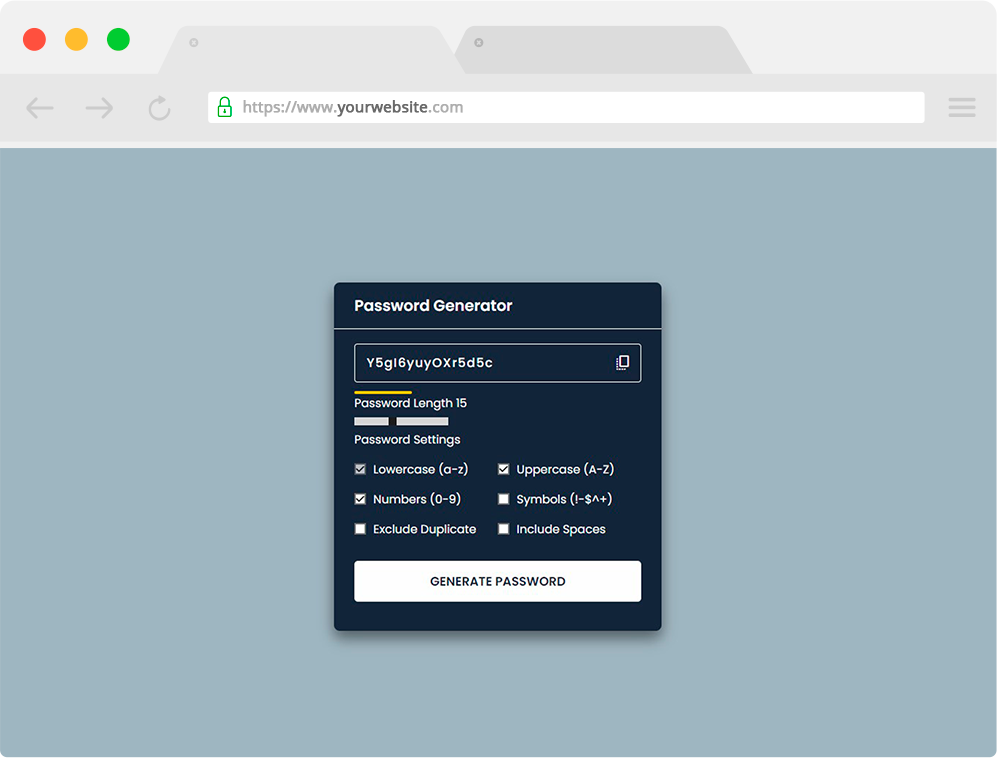 https://www.yourwebsite.com
Password Generator
Y5gI6yuyOXr5d5c
Password Length 15
Password Settings
Lowercase (a-z) Uppercase (A-Z)
Numbers (0-9) Symbols (!-$^+)
Exclude Duplicate Include Spaces
GENERATE PASSWORD